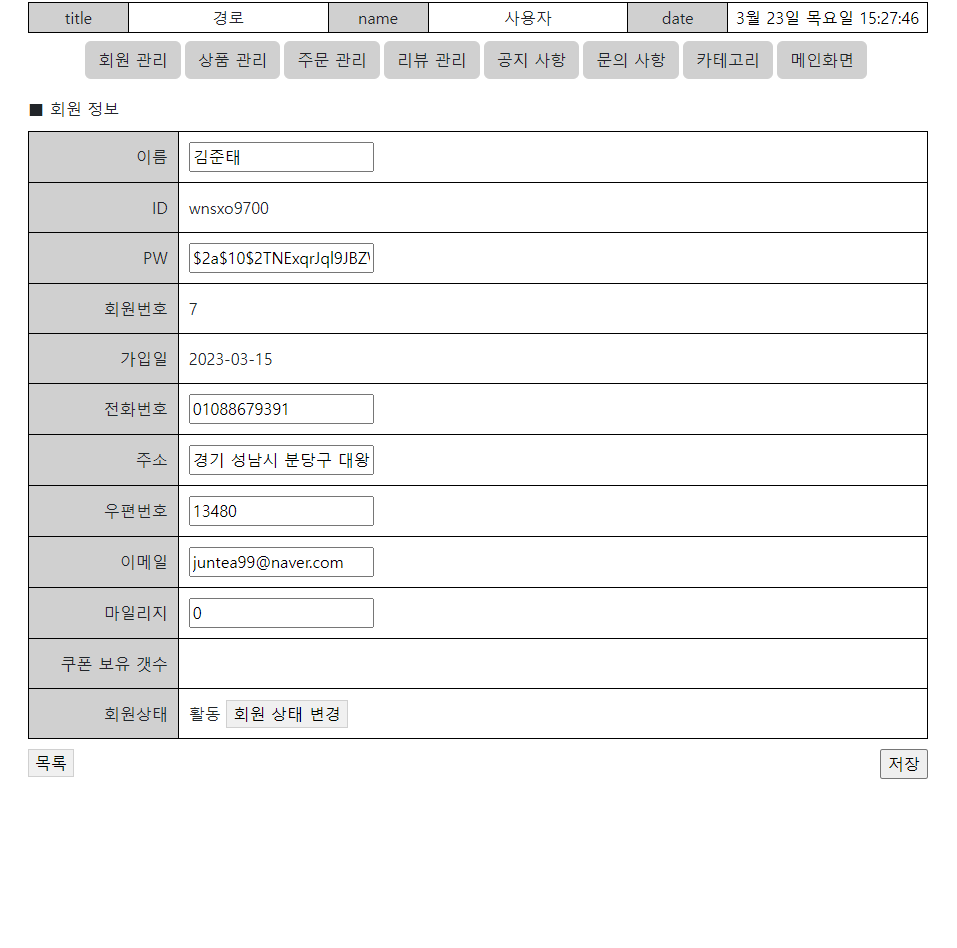 title 경로 name 사용자 date 3월 23일 목요일 15:27:46
회원 관리 상품 관리 주문 관리 리뷰 관리 공지 사항 문의 사항 카테고리 메인화면
■ 회원 정보
이름 김준태
ID wnsxo9700
PW $2a$10$2TNExqrJql9JBZ
회원번호 7
가입일 2023-03-15
전화번호 01088679391
주소 경기 성남시 분당구 대왕
우편번호 13480
이메일 juntea99@naver.com
마일리지 0
쿠폰 보유 갯수
회원상태 활동 회원 상태 변경
목록 저장